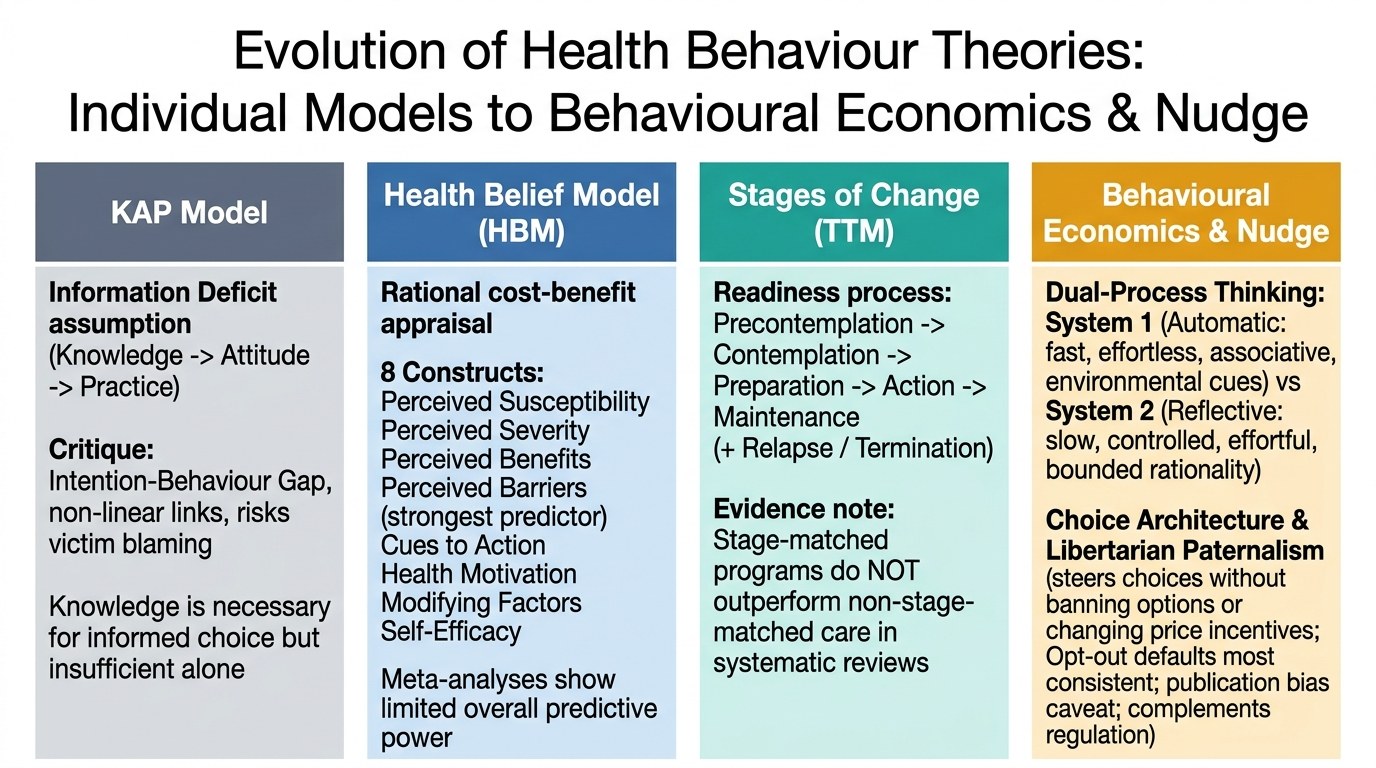 Evolution of Health Behaviour Theories:
Individual Models to Behavioural Economics & Nudge
KAP Model
Information Deficit
assumption
(Knowledge -> Attitude
-> Practice)
Critique:
Intention-Behaviour Gap,
non-linear links, risks
victim blaming
Knowledge is necessary
for informed choice but
insufficient alone
Health Belief Model
(HBM)
Rational cost-benefit
appraisal
8 Constructs:
Perceived Susceptibility
Perceived Severity
Perceived Benefits
Perceived Barriers
(strongest predictor)
Cues to Action
Health Motivation
Modifying Factors
Self-Efficacy
Meta-analyses show
limited overall predictive
power
Stages of Change
(TTM)
Readiness process:
Precontemplation ->
Contemplation ->
Preparation -> Action ->
Maintenance
(+ Relapse / Termination)
Evidence note:
Stage-matched
programs do NOT
outperform non-stage-
matched care in
systematic reviews
Behavioural
Economics & Nudge
Dual-Process Thinking:
System 1 (Automatic:
fast, effortless, associative,
environmental cues) vs
System 2 (Reflective:
slow, controlled, effortful,
bounded rationality)
Choice Architecture &
Libertarian Paternalism
(steers choices without
banning options or
changing price incentives;
Opt-out defaults most
consistent; publication bias
caveat; complements
regulation)